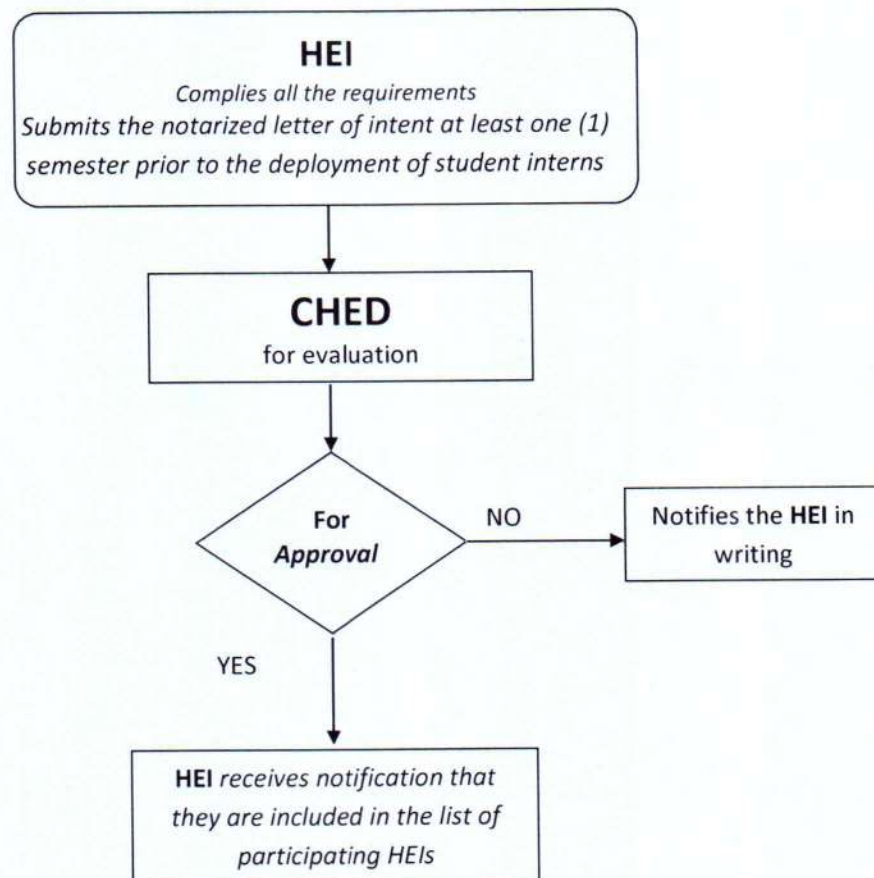 HEI
Complies all the requirements
Submits the notarized letter of intent at least one (1)
semester prior to the deployment of student interns
CHED
for evaluation
For
Approval
NO
Notifies the HEI in
writing
YES
HEI receives notification that
they are included in the list of
participating HEIs